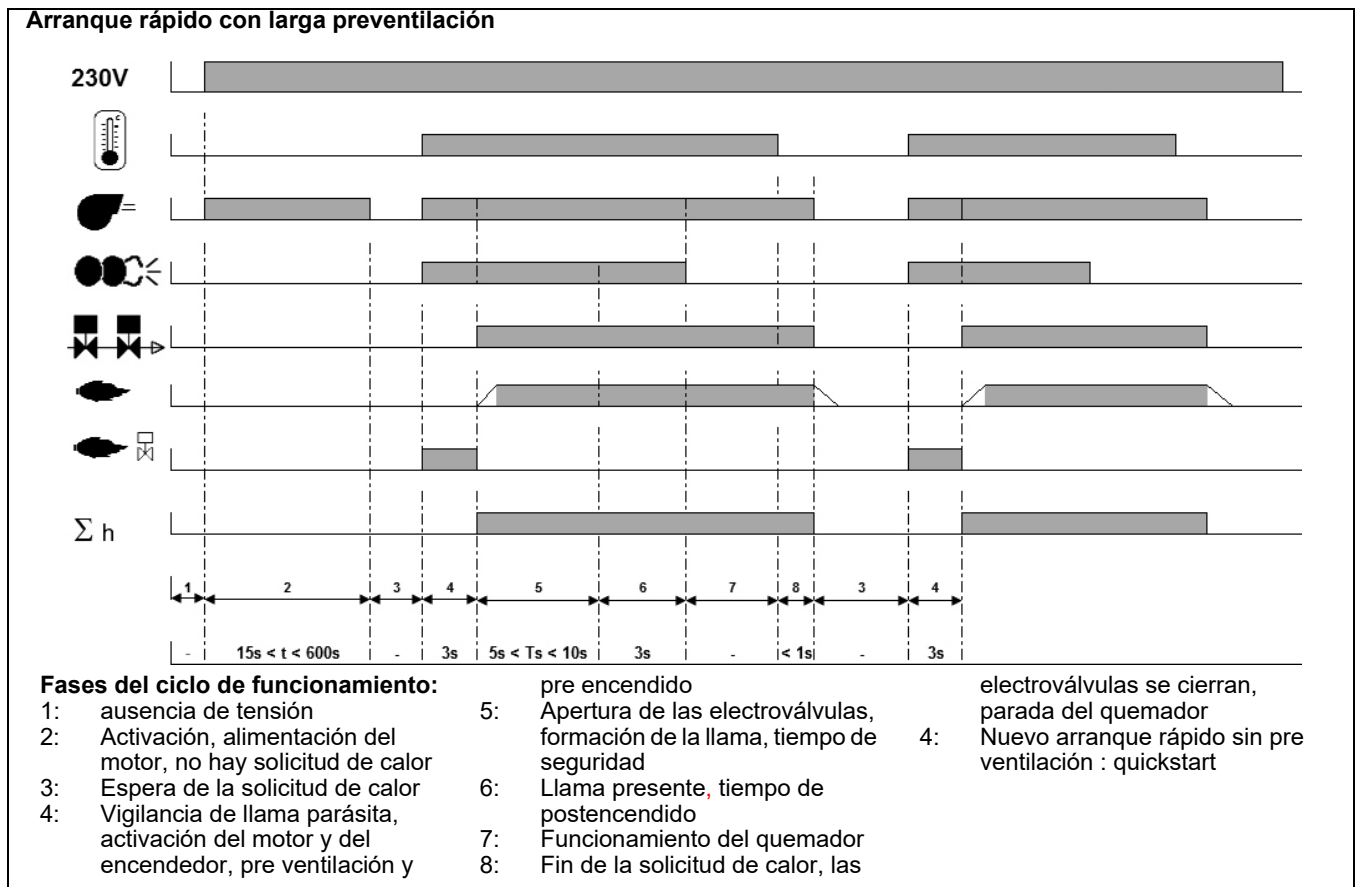 Arranque rápido con larga preventilación
230V
Σ h
1 2 3 4 5 6 7 8 3 4
- 15s < t < 600s - 3s 5s < Ts < 10s 3s - < 1s - 3s
Fases del ciclo de funcionamiento:
1: ausencia de tensión
2: Activación, alimentación del
motor, no hay solicitud de calor
3: Espera de la solicitud de calor
4: Vigilancia de llama parásita,
activación del motor y del
encendedor, pre ventilación y
pre encendido
5: Apertura de las electroválvulas,
formación de la llama, tiempo de
seguridad
6: Llama presente, tiempo de
postencendido
7: Funcionamiento del quemador
8: Fin de la solicitud de calor, las
electroválvulas se cierran,
parada del quemador
4: Nuevo arranque rápido sin pre
ventilación : quickstart